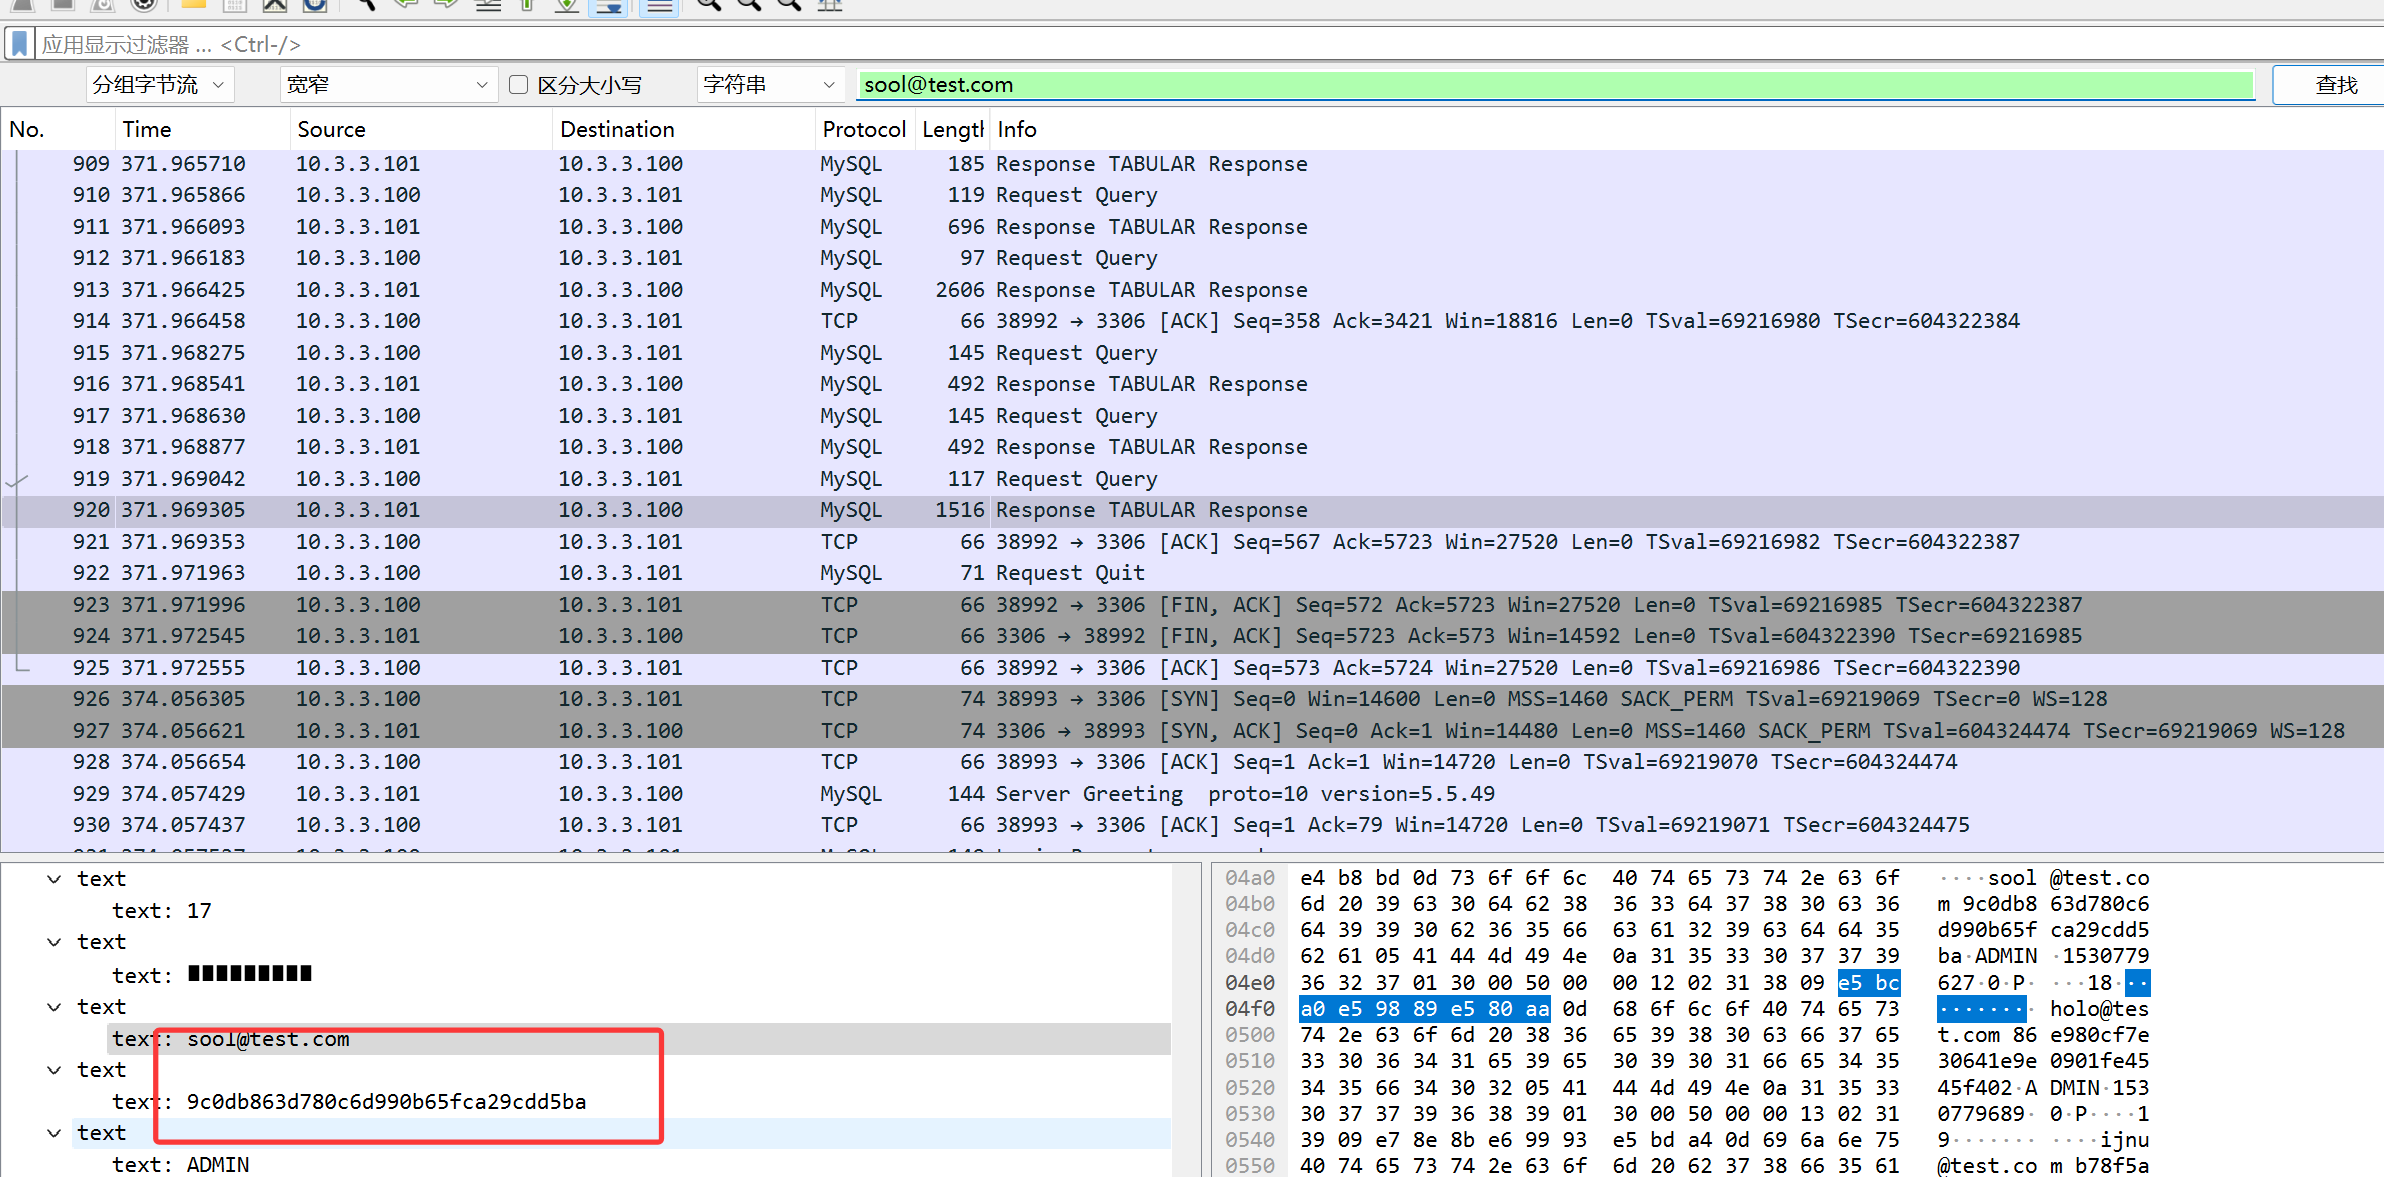 应用显示过滤器 … <Ctrl-/>
分组字节流 宽窄 区分大小写 字符串 sool@test.com 查找
No. Time Source Destination Protocol Length Info
909 371.965710 10.3.3.101 10.3.3.100 MySQL 185 Response TABULAR Response
910 371.965866 10.3.3.100 10.3.3.101 MySQL 119 Request Query
911 371.966093 10.3.3.101 10.3.3.100 MySQL 696 Response TABULAR Response
912 371.966183 10.3.3.100 10.3.3.101 MySQL 97 Request Query
913 371.966425 10.3.3.101 10.3.3.100 MySQL 2606 Response TABULAR Response
914 371.966458 10.3.3.100 10.3.3.101 TCP 66 38992 → 3306 [ACK] Seq=358 Ack=3421 Win=18816 Len=0 TSval=69216980 TSecr=604322384
915 371.968275 10.3.3.100 10.3.3.101 MySQL 145 Request Query
916 371.968541 10.3.3.101 10.3.3.100 MySQL 492 Response TABULAR Response
917 371.968630 10.3.3.100 10.3.3.101 MySQL 145 Request Query
918 371.968877 10.3.3.101 10.3.3.100 MySQL 492 Response TABULAR Response
919 371.969042 10.3.3.100 10.3.3.101 MySQL 117 Request Query
920 371.969305 10.3.3.101 10.3.3.100 MySQL 1516 Response TABULAR Response
921 371.969353 10.3.3.100 10.3.3.101 TCP 66 38992 → 3306 [ACK] Seq=567 Ack=5723 Win=27520 Len=0 TSval=69216982 TSecr=604322387
922 371.971963 10.3.3.100 10.3.3.101 MySQL 71 Request Quit
923 371.971996 10.3.3.100 10.3.3.101 TCP 66 38992 → 3306 [FIN, ACK] Seq=572 Ack=5723 Win=27520 Len=0 TSval=69216985 TSecr=604322387
924 371.972545 10.3.3.101 10.3.3.100 TCP 66 3306 → 38992 [FIN, ACK] Seq=5723 Ack=573 Win=14592 Len=0 TSval=604322390 TSecr=69216985
925 371.972555 10.3.3.100 10.3.3.101 TCP 66 38992 → 3306 [ACK] Seq=573 Ack=5724 Win=27520 Len=0 TSval=69216986 TSecr=604322390
926 374.056305 10.3.3.100 10.3.3.101 TCP 74 38993 → 3306 [SYN] Seq=0 Win=14600 Len=0 MSS=1460 SACK_PERM TSval=69219069 TSecr=0 WS=128
927 374.056621 10.3.3.101 10.3.3.100 TCP 74 3306 → 38993 [SYN, ACK] Seq=0 Ack=1 Win=14480 Len=0 MSS=1460 SACK_PERM TSval=604324474 TSecr=69219069 WS=128
928 374.056654 10.3.3.100 10.3.3.101 TCP 66 38993 → 3306 [ACK] Seq=1 Ack=1 Win=14720 Len=0 TSval=69219070 TSecr=604324474
929 374.057429 10.3.3.101 10.3.3.100 MySQL 144 Server Greeting proto=10 version=5.5.49
930 374.057437 10.3.3.100 10.3.3.101 TCP 66 38993 → 3306 [ACK] Seq=1 Ack=79 Win=14720 Len=0 TSval=69219071 TSecr=604324475
text
text: 17
text
text:
text
text: sool@test.com
text
text: 9c0db863d780c6d990b65fca29cdd5ba
text
text: ADMIN
04a0 e4 b8 bd 0d 73 6f 6f 6c 40 74 65 73 74 2e 63 6f ····sool @test.co
04b0 6d 20 39 63 30 64 62 38 36 33 64 37 38 30 63 36 m 9c0db8 63d780c6
04c0 64 39 39 30 62 36 35 66 63 61 32 39 63 64 64 35 d990b65f ca29cdd5
04d0 62 61 05 41 44 4d 49 4e 0a 31 35 33 30 37 37 39 ba·ADMIN ·1530779
04e0 36 32 37 01 30 00 50 00 00 00 12 02 31 38 09 e5 bc 627·0·P· ···18···
04f0 a0 e5 98 89 e5 80 aa 0d 68 6f 6c 6f 40 74 65 73 ········ holo@tes
0500 74 2e 63 6f 6d 20 38 36 65 39 38 30 63 66 37 65 t.com 86 e980cf7e
0510 33 30 36 34 31 65 39 65 30 39 30 31 66 65 34 35 30641e9e 0901fe45
0520 34 35 66 34 30 32 05 41 44 4d 49 4e 0a 31 35 33 45f402·A DMIN·153
0530 30 37 37 39 36 38 39 01 30 00 50 00 00 13 02 31 0779689· 0·P····1
0540 39 09 e7 8e 8b e6 99 93 e5 bd a4 0d 69 6a 6e 75 9······· ····ijnu
0550 40 74 65 73 74 2e 63 6f 6d 20 62 37 38 66 35 61 @test.co m b78f5a